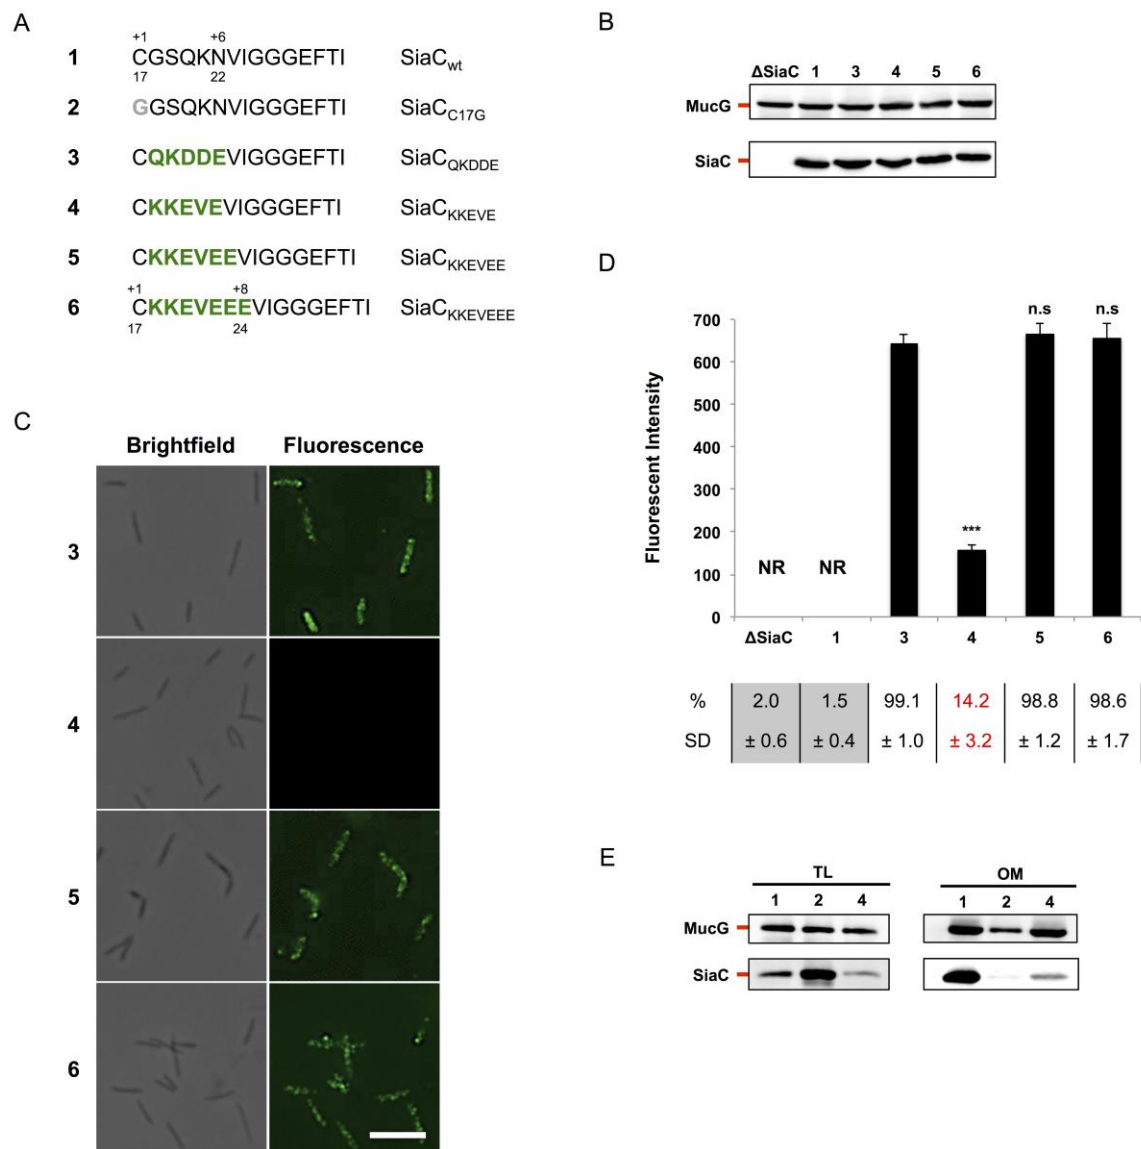 A
+1 +6
1 CGSQKNVIGGGEFTI SiaCwt
17 22
2 GGSQKNVIGGGEFTI SiaCC17G
3 CQKDDEVIGGGEFTI SiaCQKDDE
4 CKKEVEVIGGGEFTI SiaCKKEVE
5 CKKEVEEVIGGGEFTI SiaCKKEVEE
+1 +8
6 CKKEVEEEVIGGGEFTI SiaCKKEVEEE
17 24
B
ΔSiaC 1 3 4 5 6
MucG
SiaC
C
Brightfield Fluorescence
3
4
5
6
D
Fluorescent Intensity
700
600
500
400
300
200
100
0
NR NR *** n.s n.s
ΔSiaC 1 3 4 5 6
% 2.0 1.5 99.1 14.2 98.8 98.6
SD ± 0.6 ± 0.4 ± 1.0 ± 3.2 ± 1.2 ± 1.7
E
TL OM
1 2 4 1 2 4
MucG
SiaC